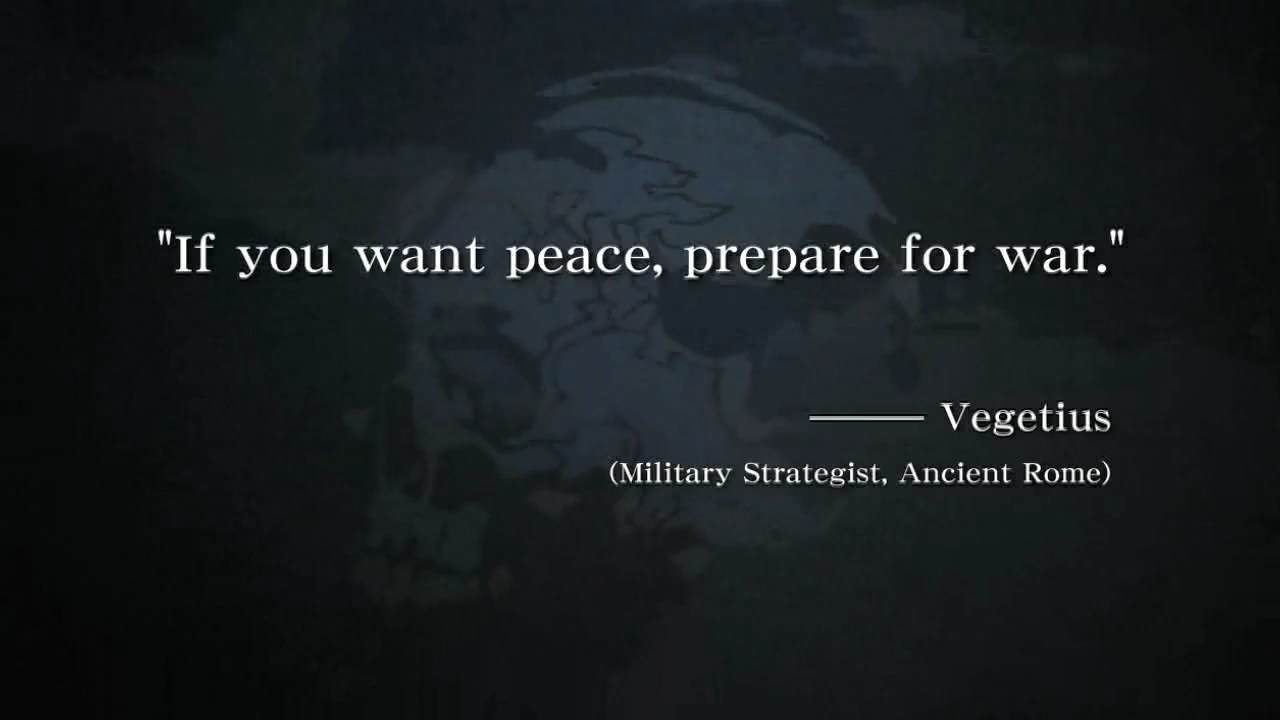 "If you want peace, prepare for war."
——— Vegetius
(Military Strategist, Ancient Rome)